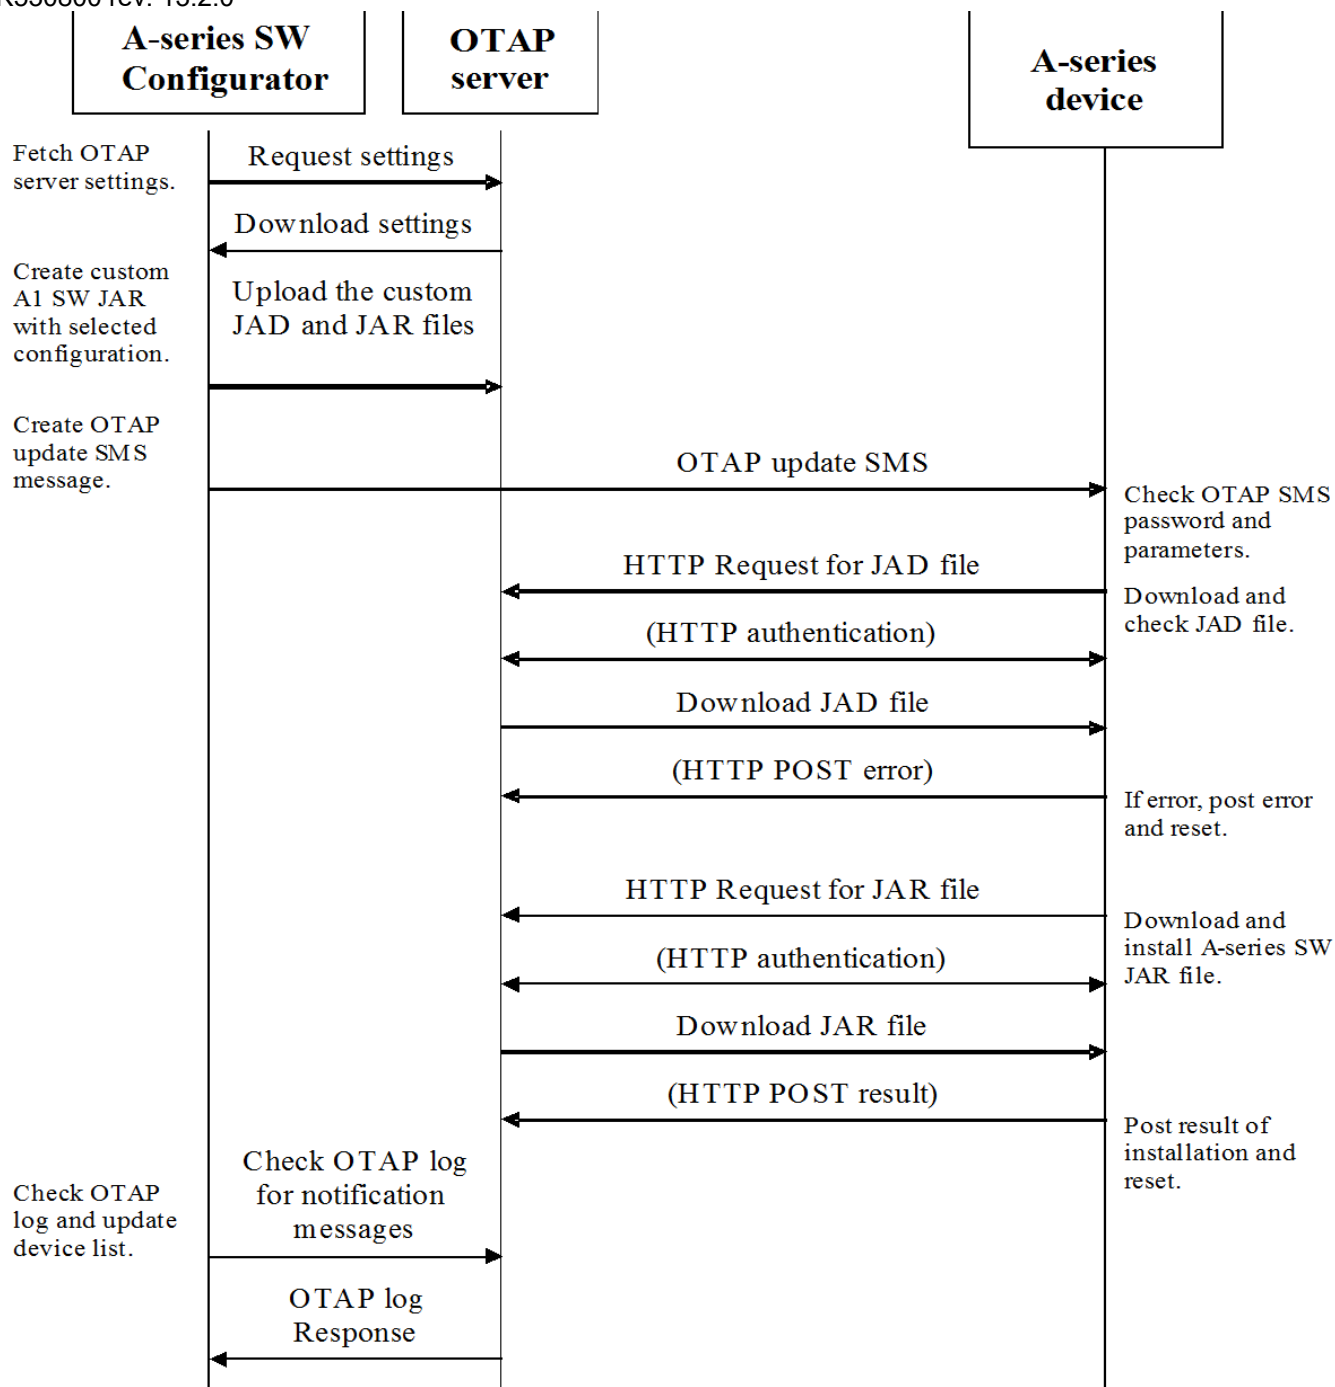 A-series SW
Configurator
OTAP
server
A-series
device
Fetch OTAP
server settings.
Request settings
Download settings
Create custom
A1 SW JAR
with selected
configuration.
Upload the custom
JAD and JAR files
Create OTAP
update SMS
message.
OTAP update SMS
Check OTAP SMS
password and
parameters.
HTTP Request for JAD file
Download and
check JAD file.
(HTTP authentication)
Download JAD file
(HTTP POST error)
If error, post error
and reset.
HTTP Request for JAR file
Download and
install A-series SW
JAR file.
(HTTP authentication)
Download JAR file
(HTTP POST result)
Post result of
installation and
reset.
Check OTAP log
for notification
messages
Check OTAP
log and update
device list.
OTAP log
Response